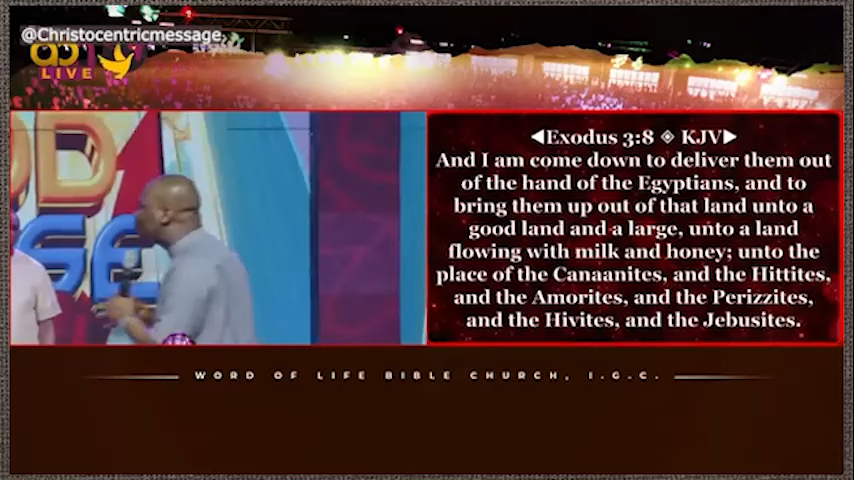 @Christocentricmessage.
LIVE
◀Exodus 3:8 ◈ KJV▶
And I am come down to deliver them out
of the hand of the Egyptians, and to
bring them up out of that land unto a
good land and a large, unto a land
flowing with milk and honey; unto the
place of the Canaanites, and the Hittites,
and the Amorites, and the Perizzites,
and the Hivites, and the Jebusites.
WORD OF LIFE BIBLE CHURCH, I.G.C.